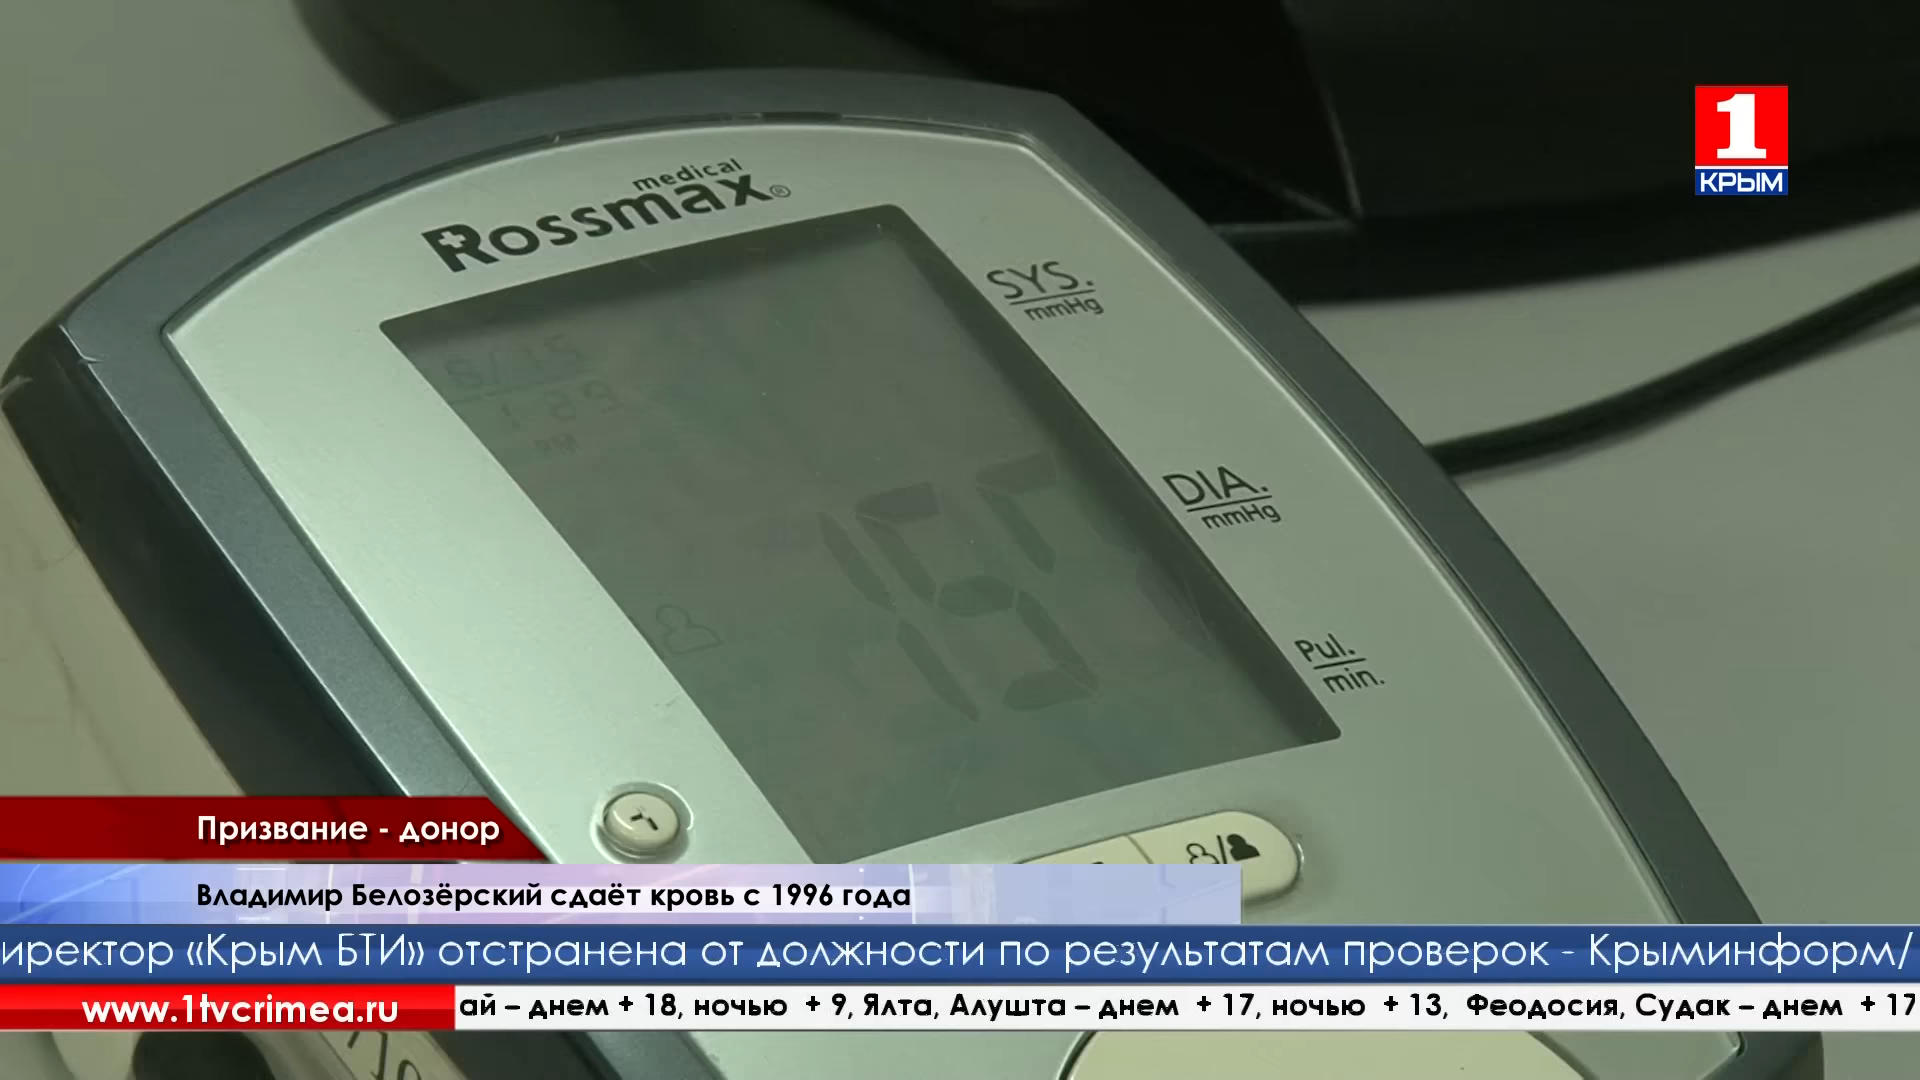 1
КРЫМ
medical
Rossmax®
SYS.
mmHg
DIA.
mmHg
Pul.
min.
Призвание - донор
Владимир Белозёрский сдаёт кровь с 1996 года
иректор «Крым БТИ» отстранена от должности по результатам проверок - Крыминформ/
www.1tvcrimea.ru
ай – днем + 18, ночью + 9, Ялта, Алушта – днем + 17, ночью + 13, Феодосия, Судак – днем + 17